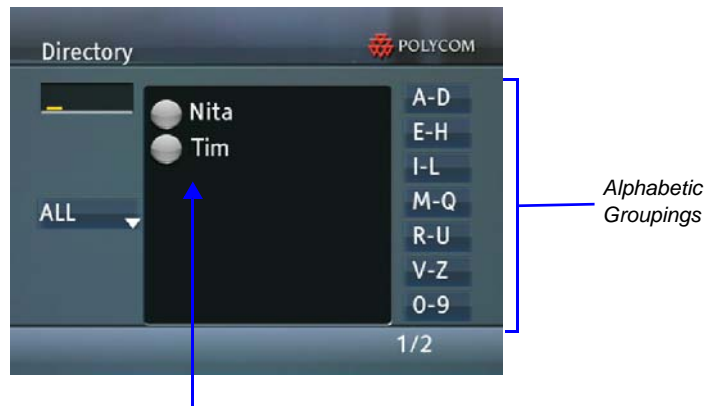 Directory
POLYCOM
Nita
Tim
ALL
A-D
E-H
I-L
M-Q
R-U
V-Z
0-9
1/2
Alphabetic
Groupings